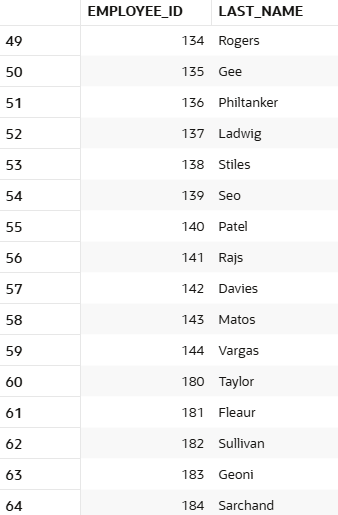 EMPLOYEE_ID LAST_NAME
49 134 Rogers
50 135 Gee
51 136 Philtanker
52 137 Ladwig
53 138 Stiles
54 139 Seo
55 140 Patel
56 141 Rajs
57 142 Davies
58 143 Matos
59 144 Vargas
60 180 Taylor
61 181 Fleaur
62 182 Sullivan
63 183 Geoni
64 184 Sarchand